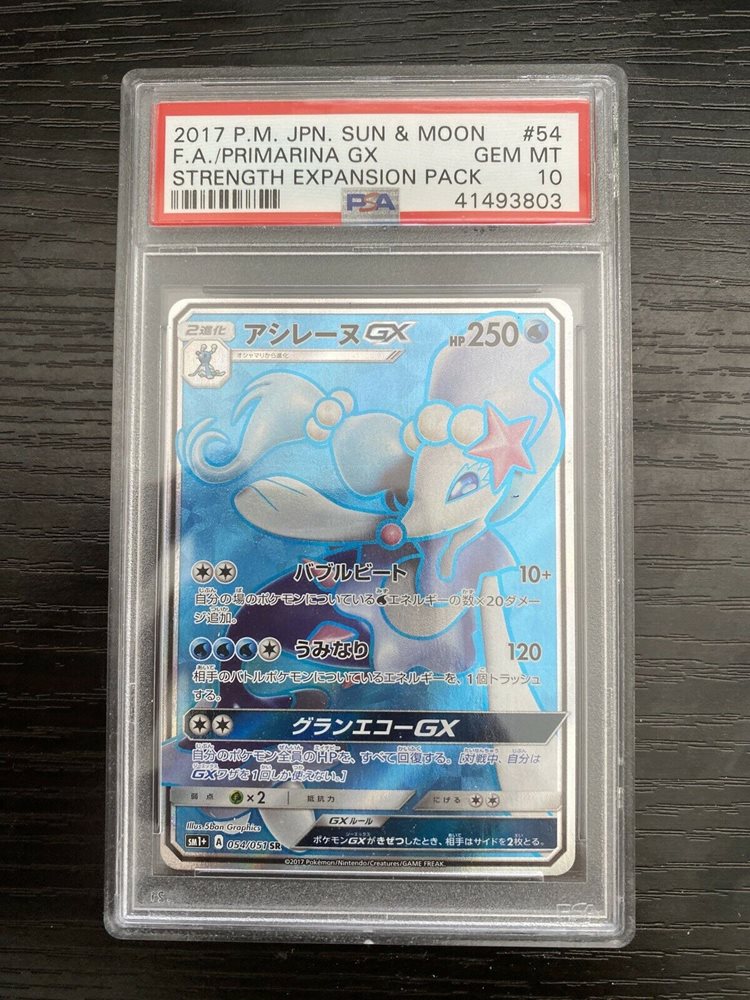 2017 P.M. JPN. SUN & MOON #54
F.A./PRIMARINA GX GEM MT
STRENGTH EXPANSION PACK 10
PSA 41493803
2進化 アシレーヌGX HP250
オシャマリから進化
バブルビート 10+
自分の場のポケモンについているエネルギーの数×20ダメー
ジ追加。
うみなり 120
相手のバトルポケモンについているエネルギーを、1個トラッシュ
する。
グランエコーGX
自分のポケモン全員のHPを、すべて回復する。[対戦中、自分は
GXワザを1回しか使えない。]
弱点 ×2 抵抗力 にげる
Illus. 5ban Graphics
GXルール
ポケモンGXがきぜつしたとき、相手はサイドを2枚とる。
sm1+ A 054/051 SR
©2017 Pokémon/Nintendo/Creatures/GAME FREAK.
PSA